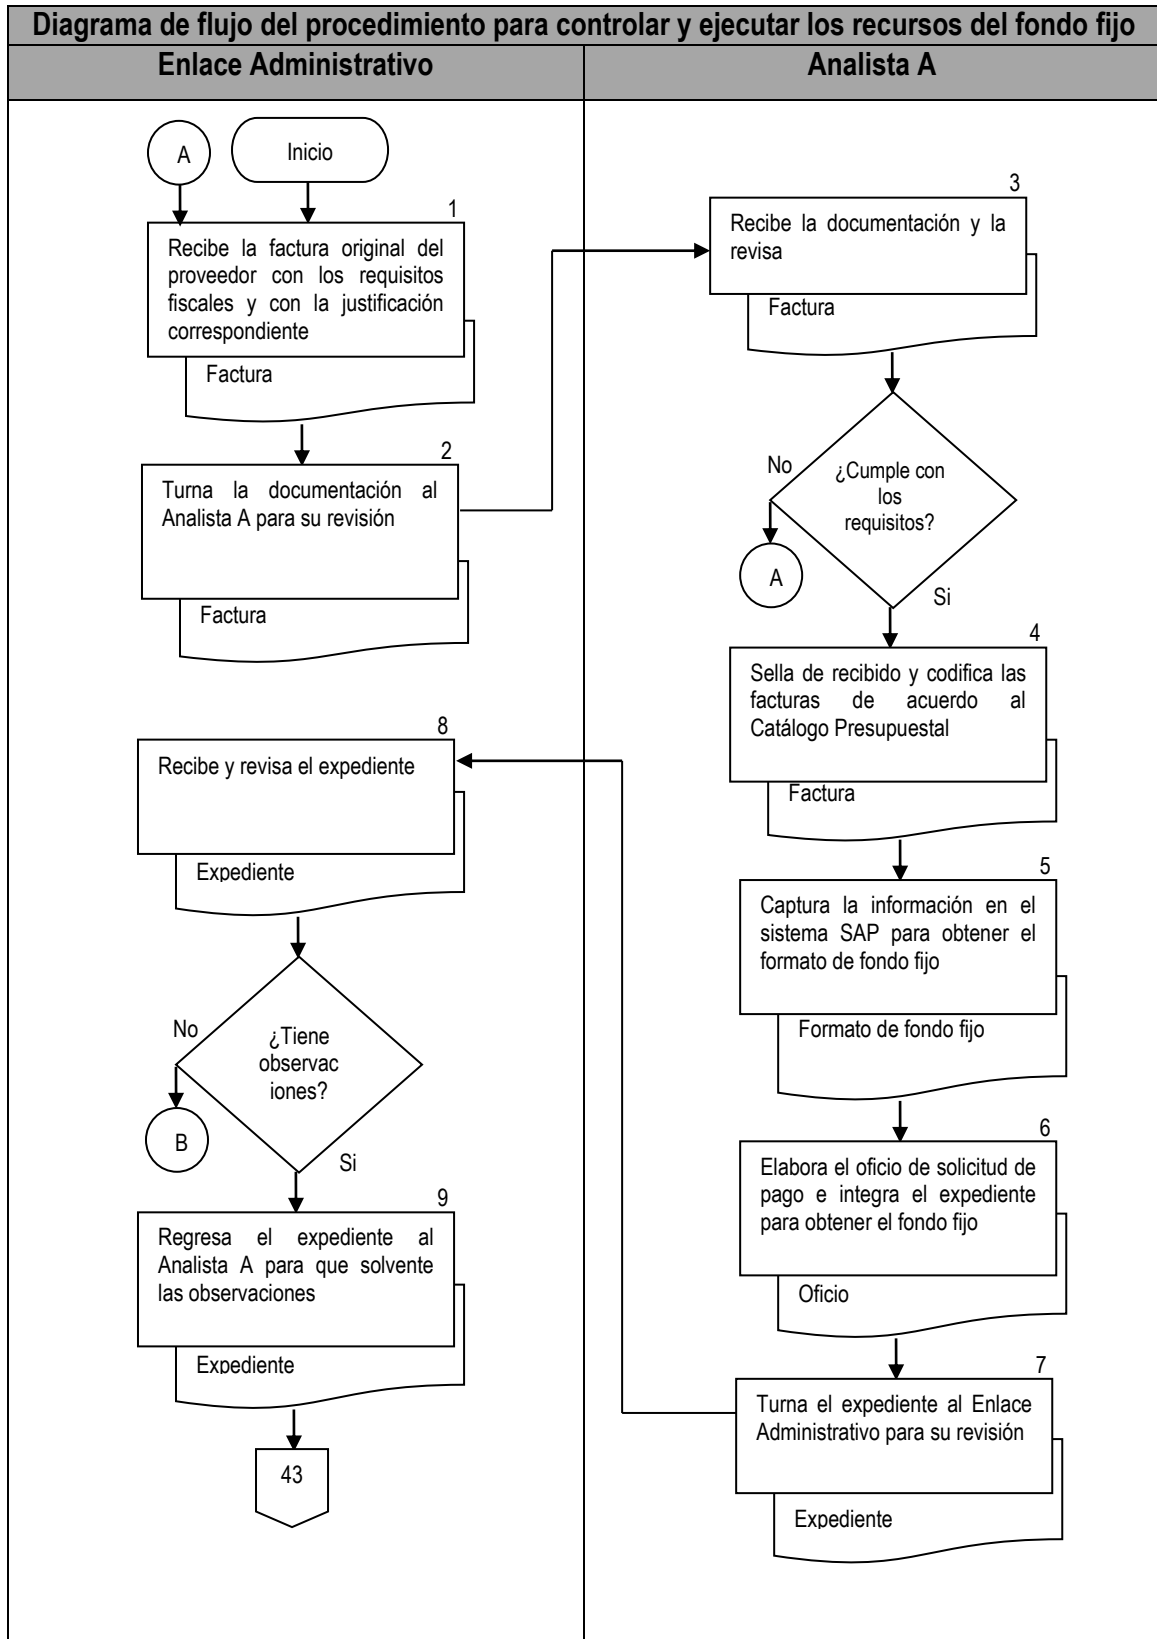 Diagrama de flujo del procedimiento para controlar y ejecutar los recursos del fondo fijo
Enlace Administrativo
Analista A
A
Inicio
1
Recibe la factura original del
proveedor con los requisitos
fiscales y con la justificación
correspondiente
Factura
2
Turna la documentación al
Analista A para su revisión
Factura
3
Recibe la documentación y la
revisa
Factura
No
¿Cumple con
los
requisitos?
A
Si
4
Sella de recibido y codifica las
facturas de acuerdo al
Catálogo Presupuestal
Factura
5
Captura la información en el
sistema SAP para obtener el
formato de fondo fijo
Formato de fondo fijo
6
Elabora el oficio de solicitud de
pago e integra el expediente
para obtener el fondo fijo
Oficio
7
Turna el expediente al Enlace
Administrativo para su revisión
Expediente
8
Recibe y revisa el expediente
Expediente
No
¿Tiene
observac
iones?
B
Si
9
Regresa el expediente al
Analista A para que solvente
las observaciones
Expediente
43